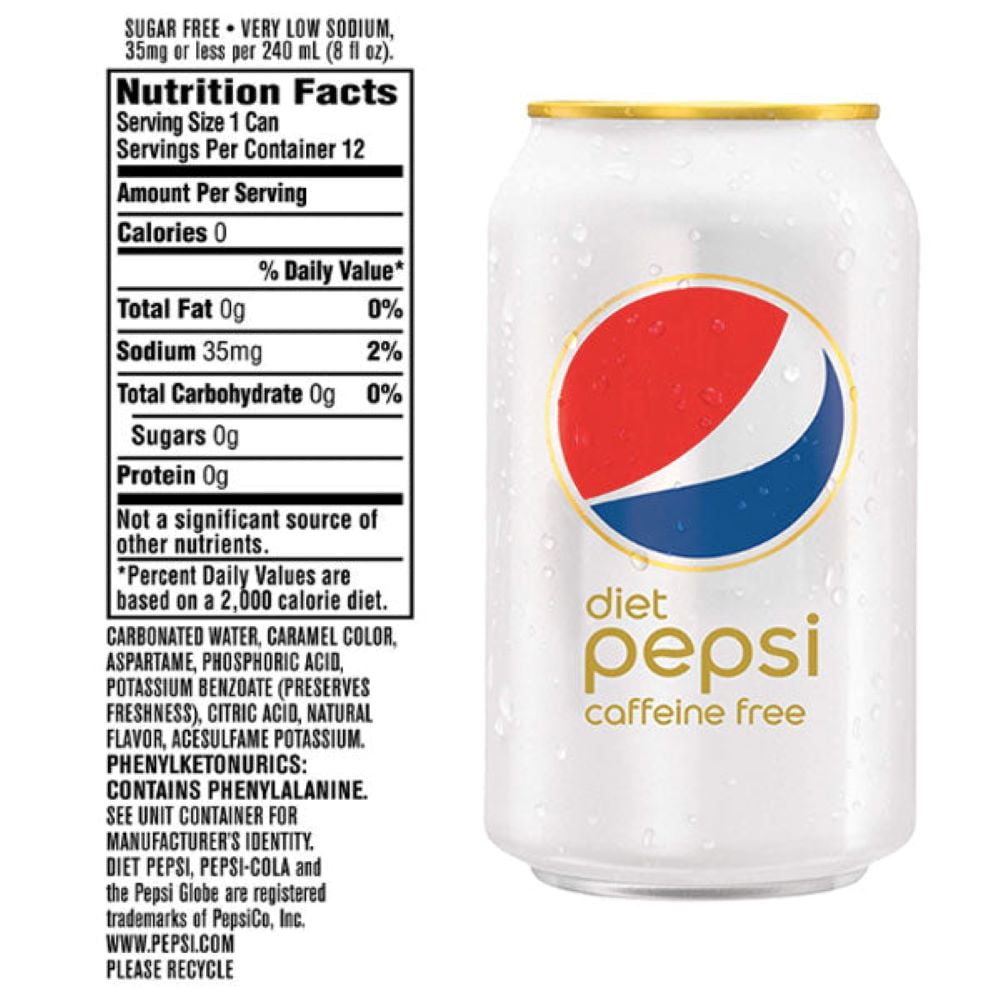 SUGAR FREE • VERY LOW SODIUM,
35mg or less per 240 mL (8 fl oz).
Nutrition Facts
Serving Size 1 Can
Servings Per Container 12
Amount Per Serving
Calories 0
% Daily Value*
Total Fat 0g 0%
Sodium 35mg 2%
Total Carbohydrate 0g 0%
Sugars 0g
Protein 0g
Not a significant source of
other nutrients.
*Percent Daily Values are
based on a 2,000 calorie diet.
CARBONATED WATER, CARAMEL COLOR,
ASPARTAME, PHOSPHORIC ACID,
POTASSIUM BENZOATE (PRESERVES
FRESHNESS), CITRIC ACID, NATURAL
FLAVOR, ACESULFAME POTASSIUM.
PHENYLKETONURICS:
CONTAINS PHENYLALANINE.
SEE UNIT CONTAINER FOR
MANUFACTURER'S IDENTITY.
DIET PEPSI, PEPSI-COLA and
the Pepsi Globe are registered
trademarks of PepsiCo, Inc.
WWW.PEPSI.COM
PLEASE RECYCLE
diet
pepsi
caffeine free